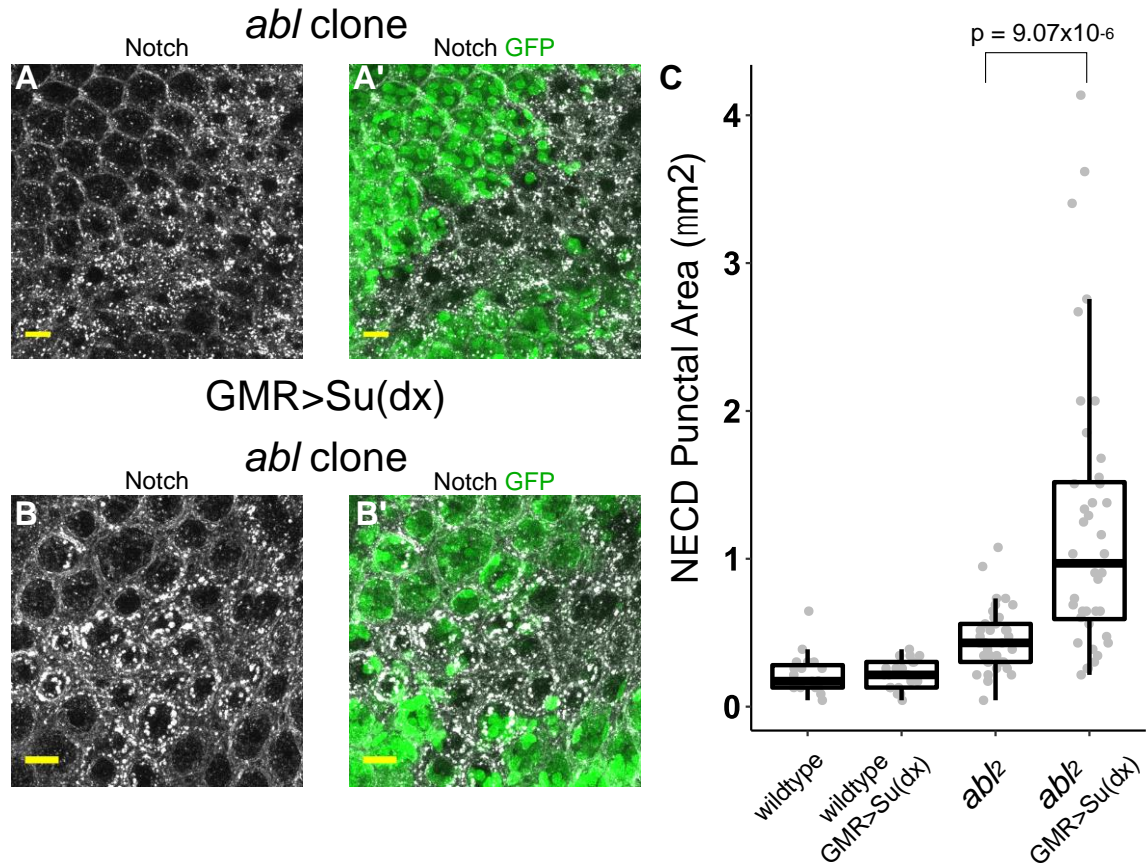 abl clone
Notch
Notch GFP
A
A'
GMR>Su(dx)
abl clone
Notch
Notch GFP
B
B'
C
p = 9.07x10-6
NECD Punctal Area (mm2)
4
3
2
1
0
wildtype
wildtype
GMR>Su(dx)
abl2
abl2
GMR>Su(dx)